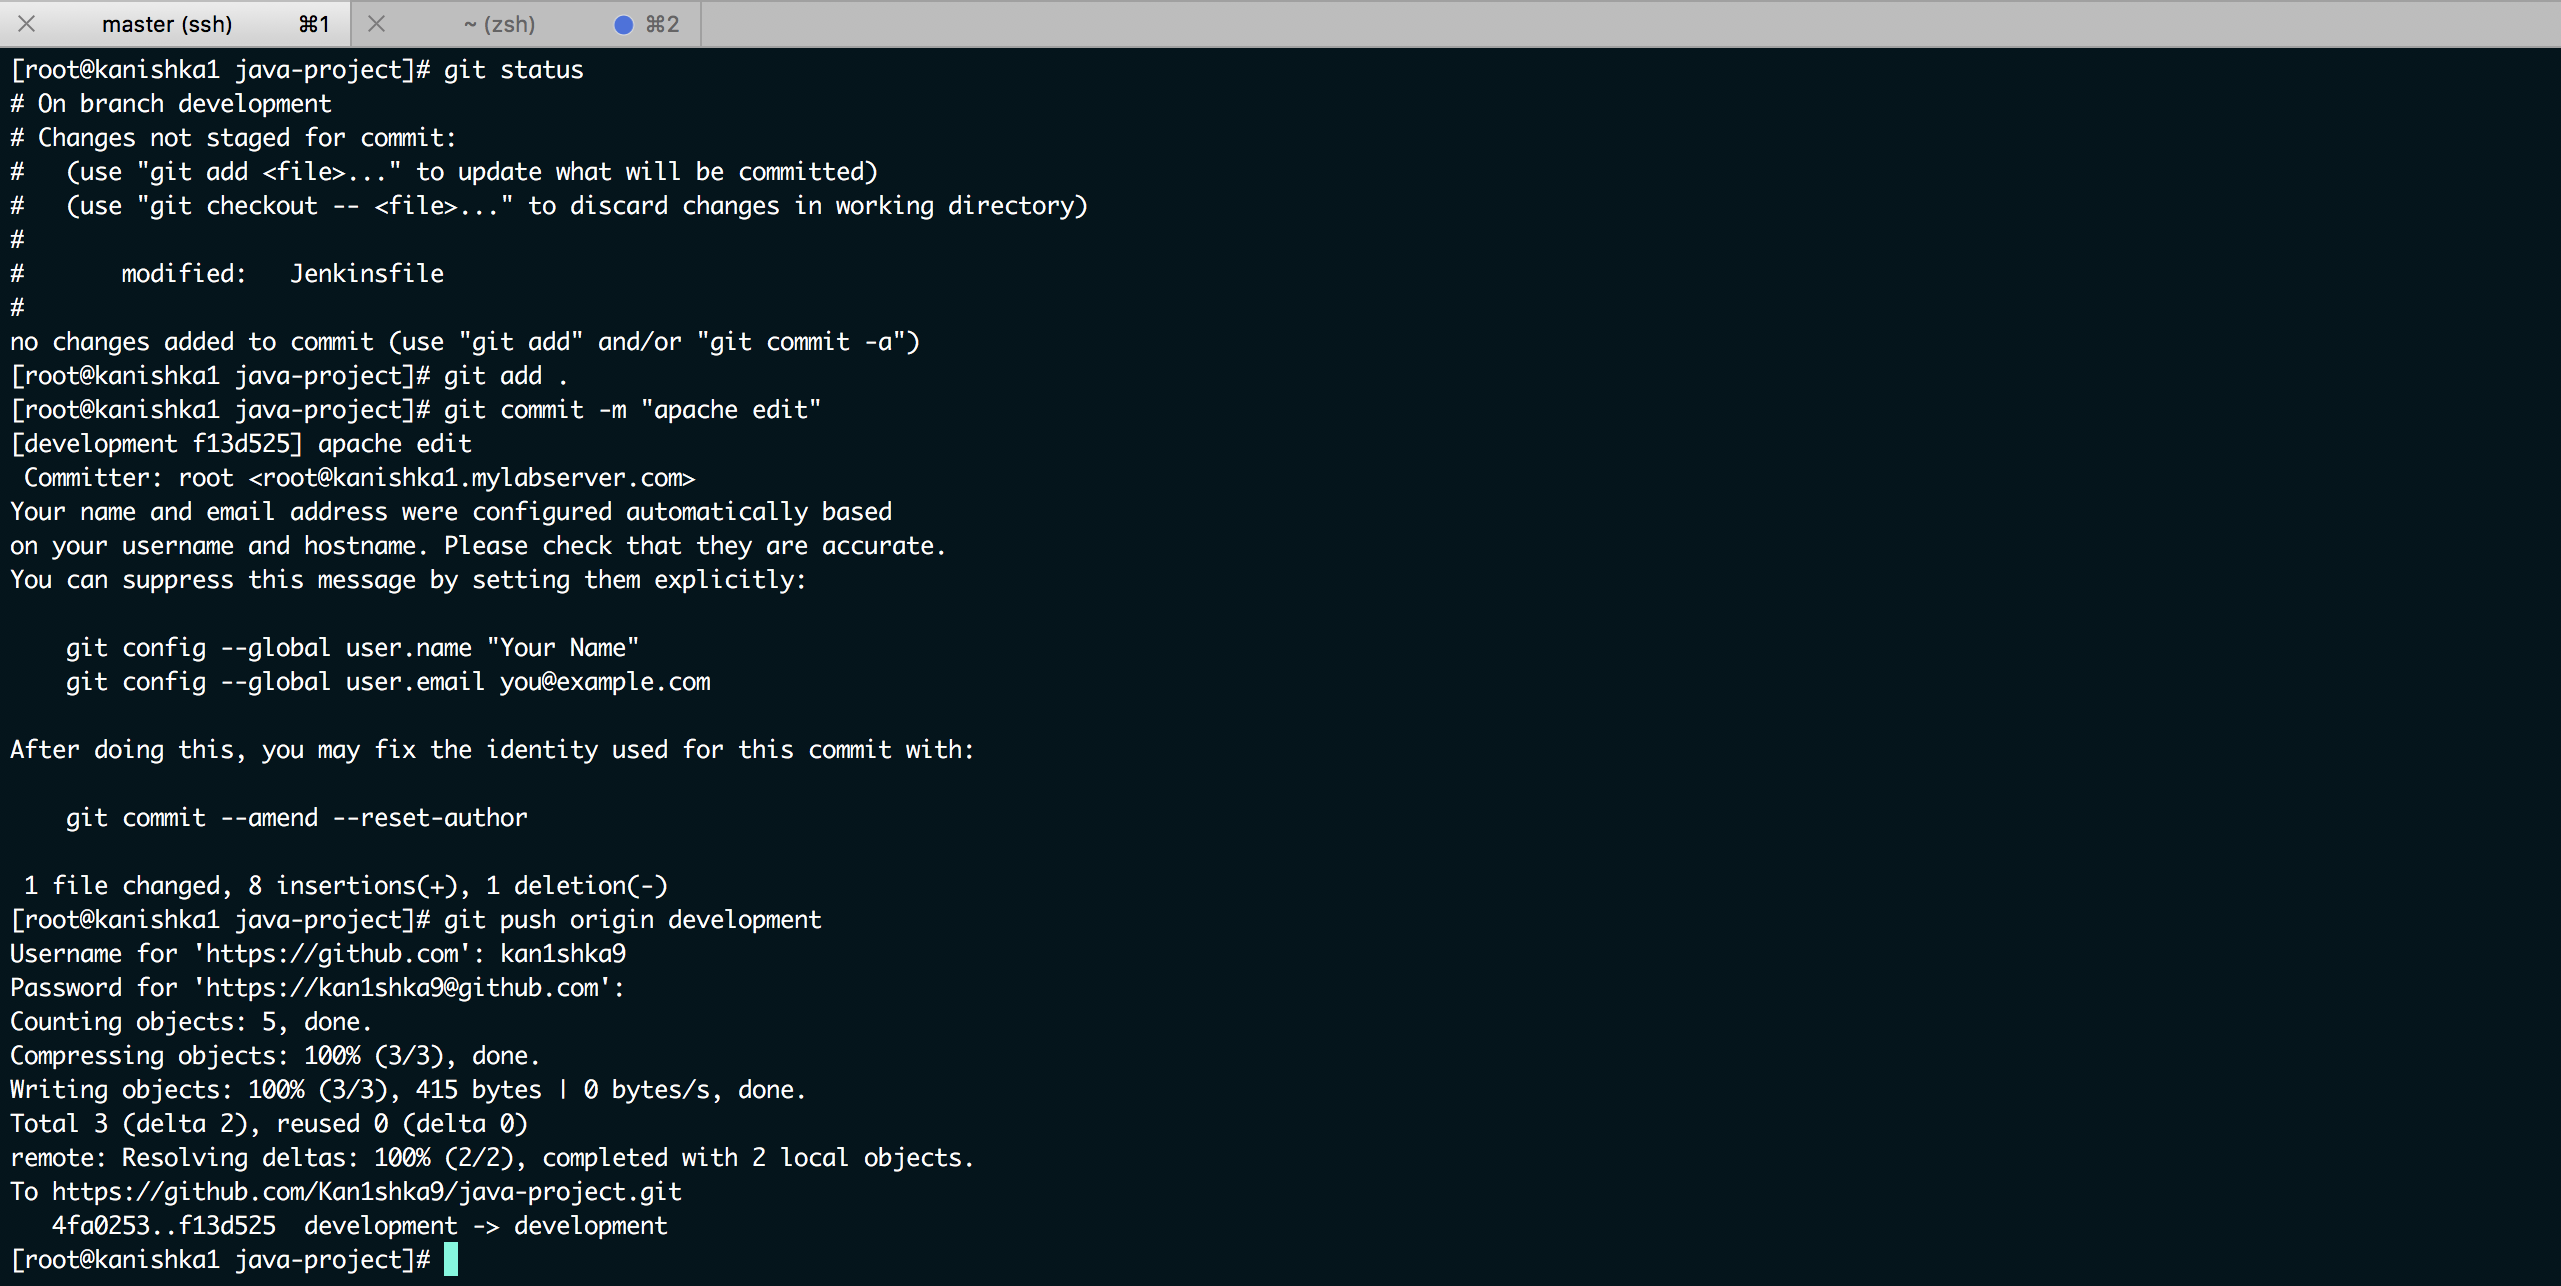 master (ssh) ⌘1 ~ (zsh) ⌘2
[root@kanishka1 java-project]# git status
# On branch development
# Changes not staged for commit:
#   (use "git add <file>..." to update what will be committed)
#   (use "git checkout -- <file>..." to discard changes in working directory)
#
#       modified:   Jenkinsfile
#
no changes added to commit (use "git add" and/or "git commit -a")
[root@kanishka1 java-project]# git add .
[root@kanishka1 java-project]# git commit -m "apache edit"
[development f13d525] apache edit
 Committer: root <root@kanishka1.mylabserver.com>
Your name and email address were configured automatically based
on your username and hostname. Please check that they are accurate.
You can suppress this message by setting them explicitly:

    git config --global user.name "Your Name"
    git config --global user.email you@example.com

After doing this, you may fix the identity used for this commit with:

    git commit --amend --reset-author

 1 file changed, 8 insertions(+), 1 deletion(-)
[root@kanishka1 java-project]# git push origin development
Username for 'https://github.com': kan1shka9
Password for 'https://kan1shka9@github.com':
Counting objects: 5, done.
Compressing objects: 100% (3/3), done.
Writing objects: 100% (3/3), 415 bytes | 0 bytes/s, done.
Total 3 (delta 2), reused 0 (delta 0)
remote: Resolving deltas: 100% (2/2), completed with 2 local objects.
To https://github.com/Kan1shka9/java-project.git
   4fa0253..f13d525  development -> development
[root@kanishka1 java-project]#